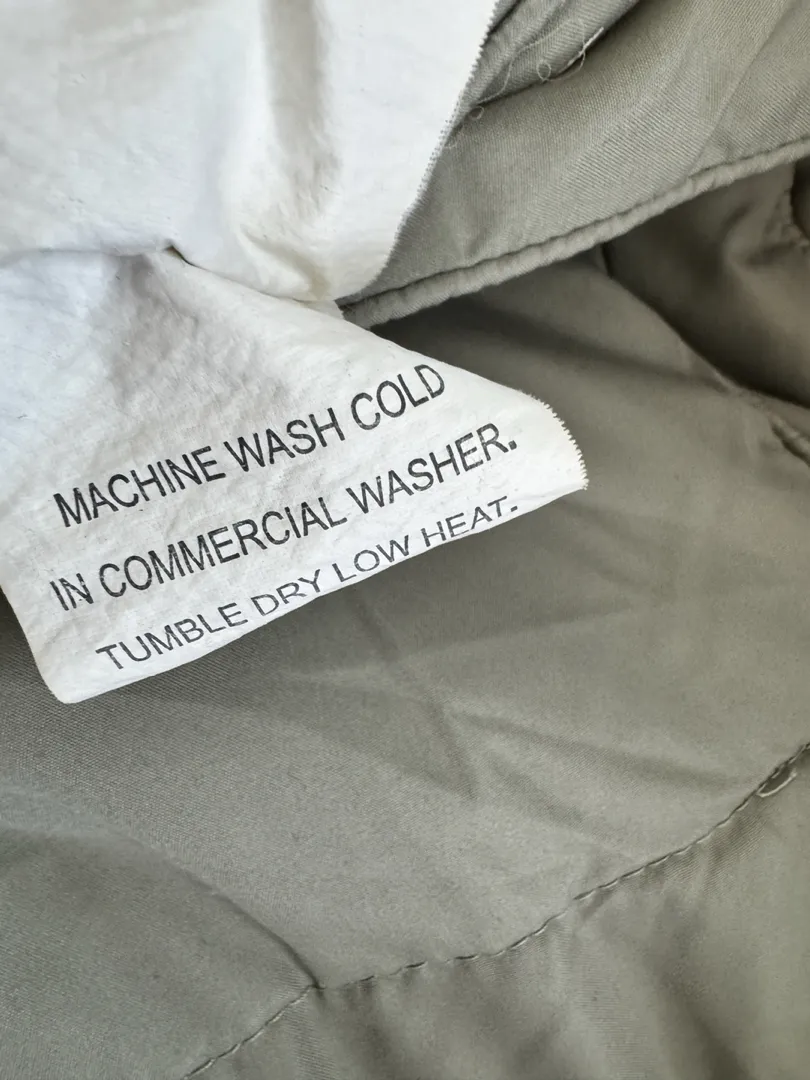 MACHINE WASH COLD
IN COMMERCIAL WASHER.
TUMBLE DRY LOW HEAT.